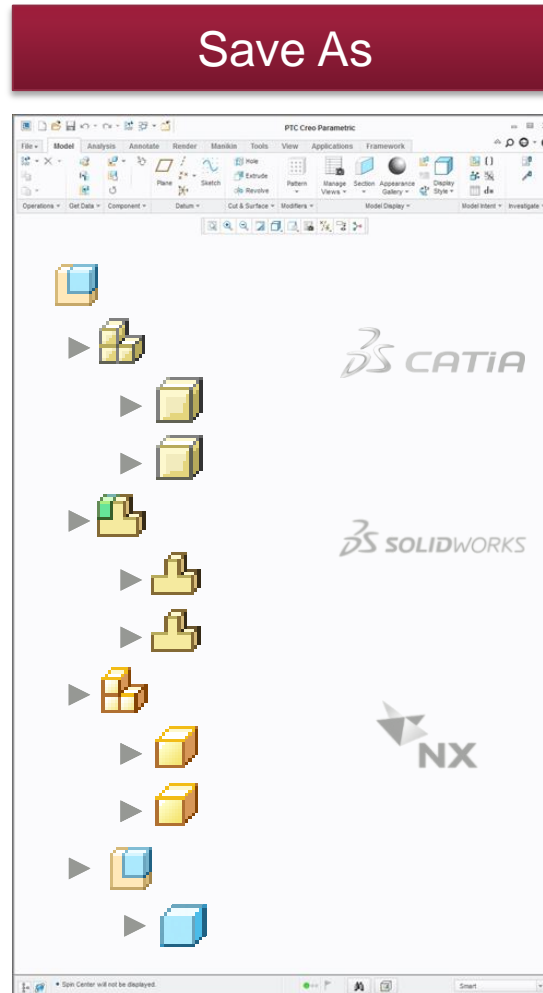 Save As
PTC Creo Parametric
File Model Analysis Annotate Render Manikin Tools View Applications Framework
Hole
Extrude
Revolve
Plane Sketch Pattern Manage Views Section Appearance Gallery Display Style
Operations Get Data Component Datum Cut & Surface Modifiers Model Display Model Intent Investigate
CATIA
SOLIDWORKS
NX
Spin Center will not be displayed.
Smart